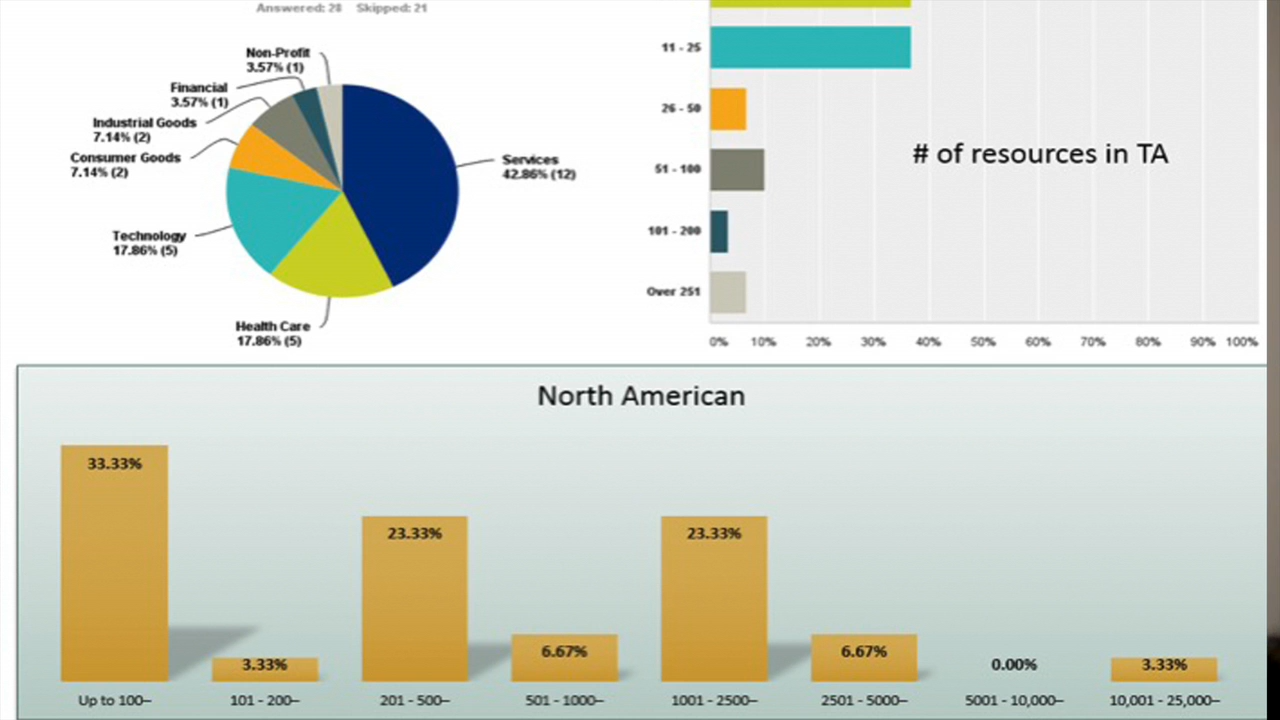 Answered: 28 Skipped: 21
Non-Profit
3.57% (1)
Financial
3.57% (1)
Industrial Goods
7.14% (2)
Consumer Goods
7.14% (2)
Technology
17.86% (5)
Health Care
17.86% (5)
Services
42.86% (12)
11 - 25
26 - 50
51 - 100
101 - 200
Over 251
0% 10% 20% 30% 40% 50% 60% 70% 80% 90% 100%
# of resources in TA
North American
33.33%
3.33%
23.33%
6.67%
23.33%
6.67%
0.00%
3.33%
Up to 100– 101 - 200– 201 - 500– 501 - 1000– 1001 - 2500– 2501 - 5000– 5001 - 10,000– 10,001 - 25,000–